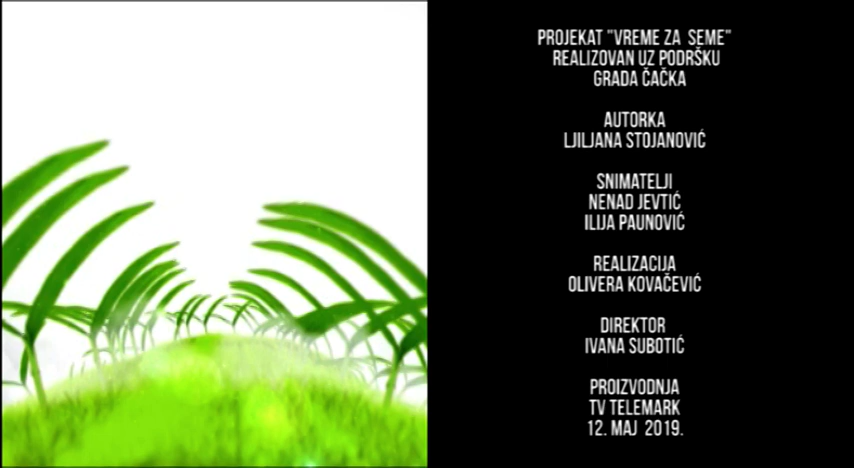 PROJEKAT "VREME ZA SEME"
REALIZOVAN UZ PODRŠKU
GRADA ČAČKA
AUTORKA
LJILJANA STOJANOVIĆ
SNIMATELJI
NENAD JEVTIĆ
ILIJA PAUNOVIĆ
REALIZACIJA
OLIVERA KOVAČEVIĆ
DIREKTOR
IVANA SUBOTIĆ
PROIZVODNJA
TV TELEMARK
12. MAJ 2019.